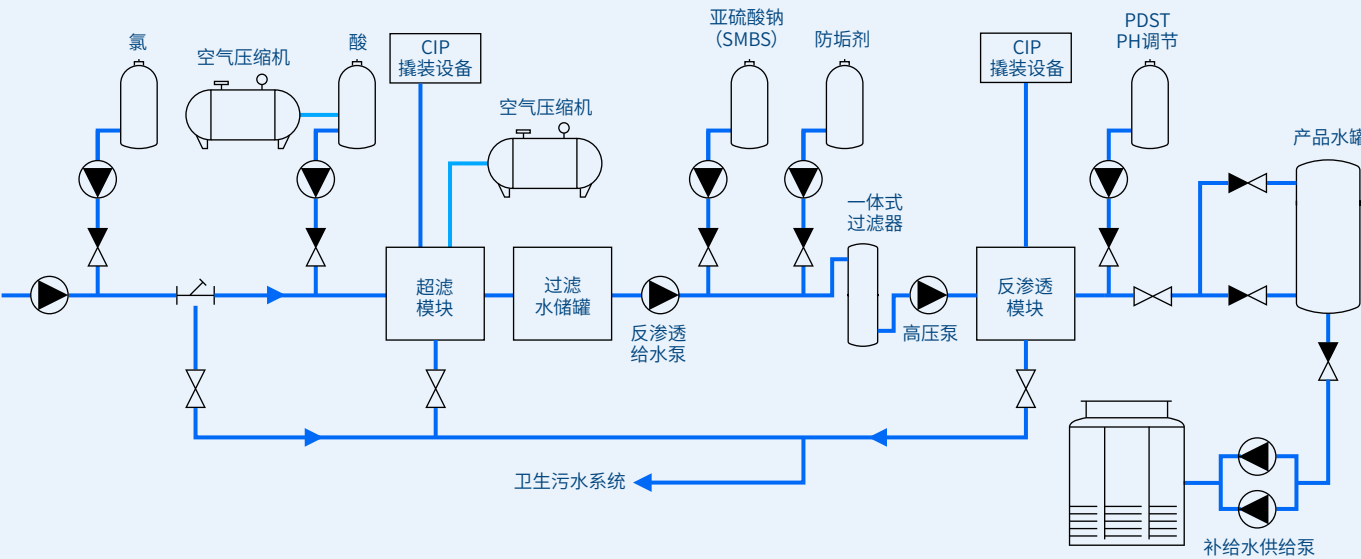 氯
空气压缩机
酸
CIP
撬装设备
空气压缩机
亚硫酸钠
（SMBS）
防垢剂
CIP
撬装设备
PDST
PH调节
产品水罐
一体式
过滤器
超滤
模块
过滤
水储罐
反渗透
给水泵
高压泵
反渗透
模块
卫生污水系统
补给水供给泵